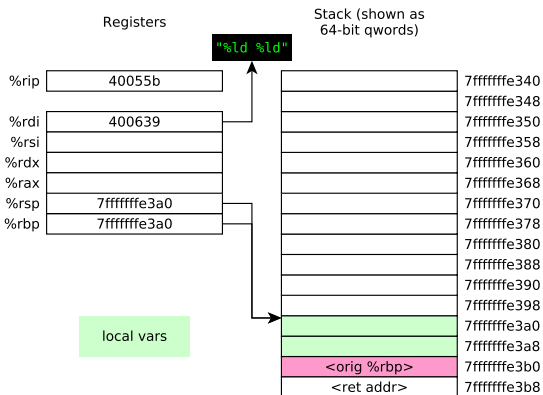 Registers
Stack (shown as
64-bit qwords)
"%ld %ld"
%rip 40055b
%rdi 400639
%rsi
%rdx
%rax
%rsp 7fffffffe3a0
%rbp 7fffffffe3a0
7fffffffe340
7fffffffe348
7fffffffe350
7fffffffe358
7fffffffe360
7fffffffe368
7fffffffe370
7fffffffe378
7fffffffe380
7fffffffe388
7fffffffe390
7fffffffe398
7fffffffe3a0
7fffffffe3a8
<orig %rbp> 7fffffffe3b0
<ret addr> 7fffffffe3b8
local vars